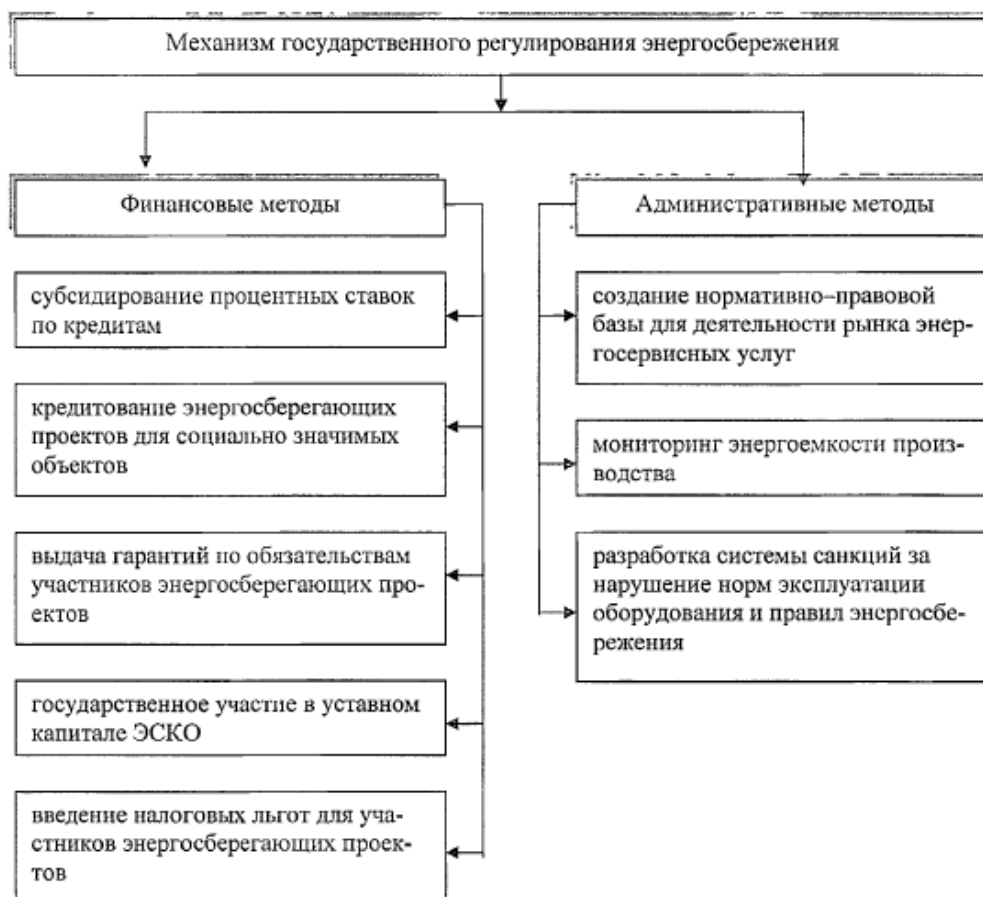 Механизм государственного регулирования энергосбережения
Финансовые методы
субсидирование процентных ставок
по кредитам
кредитование энергосберегающих
проектов для социально значимых
объектов
выдача гарантий по обязательствам
участников энергосберегающих про-
ектов
государственное участие в уставном
капитале ЭСКО
введение налоговых льгот для уча-
стников энергосберегающих проек-
тов
Административные методы
создание нормативно–правовой
базы для деятельности рынка энер-
госервисных услуг
мониторинг энергоемкости произ-
водства
разработка системы санкций за
нарушение норм эксплуатации
оборудования и правил энергосбе-
режения